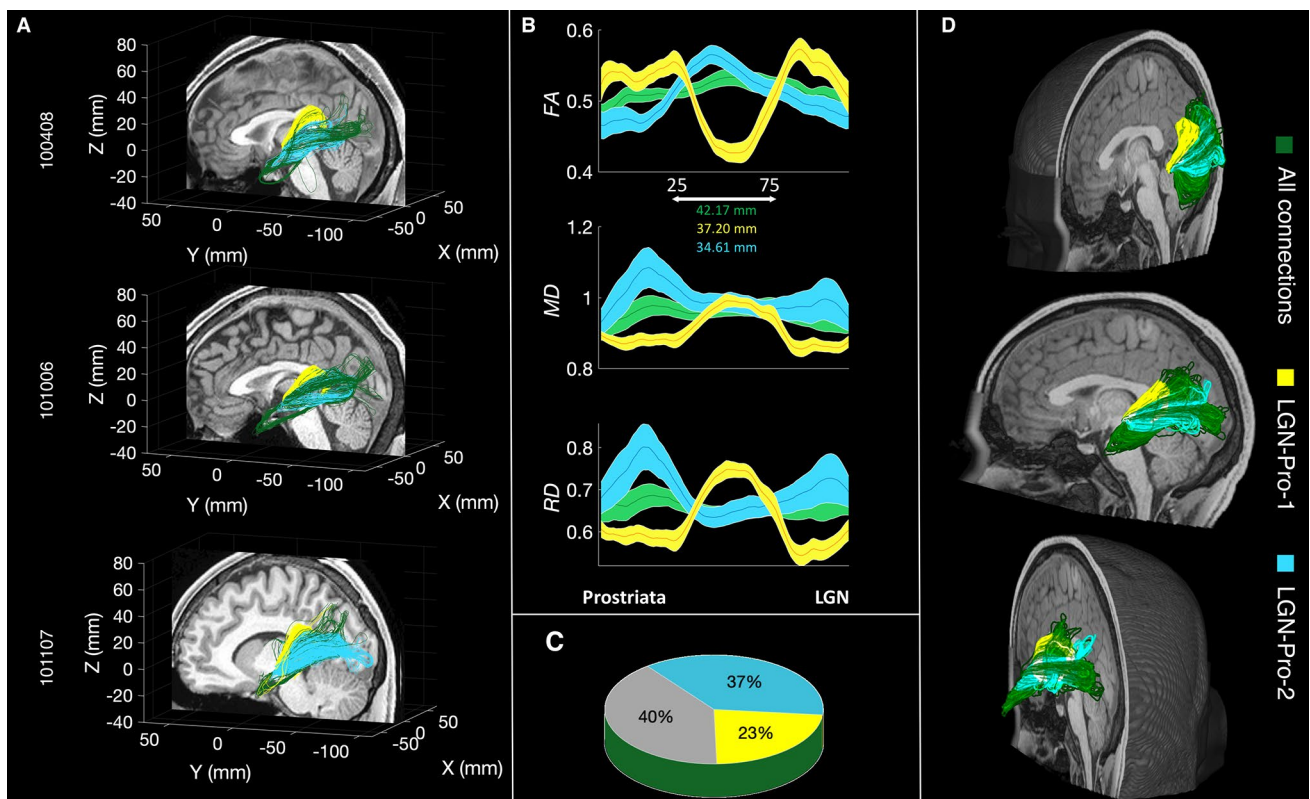 A
100408
Z (mm)
80
60
40
20
0
-20
-40
50
0
-50
-100
Y (mm)
-50
0
50
X (mm)
101006
Z (mm)
80
60
40
20
0
-20
-40
50
0
-50
-100
Y (mm)
-50
0
50
X (mm)
101107
Z (mm)
80
60
40
20
0
-20
-40
50
0
-50
-100
Y (mm)
-50
0
50
X (mm)
B
FA
0.6
0.5
0.4
25 75
42.17 mm
37.20 mm
34.61 mm
MD
1.2
1
0.8
RD
0.8
0.7
0.6
Prostriata LGN
C
37%
40%
23%
D
All connections
LGN-Pro-1
LGN-Pro-2